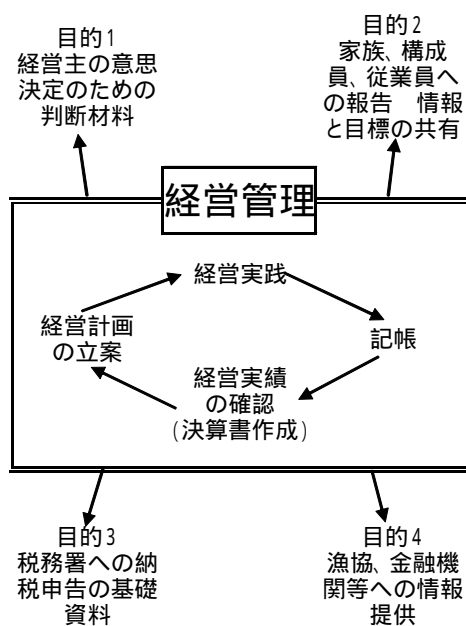 目的1
経営主の意思
決定のための
判断材料
目的2
家族、構成
員、従業員へ
の報告　情報
と目標の共有
経営管理
経営実践
経営計画
の立案
記帳
経営実績
の確認
(決算書作成)
目的3
税務署への納
税申告の基礎
資料
目的4
漁協、金融機
関等への情報
提供